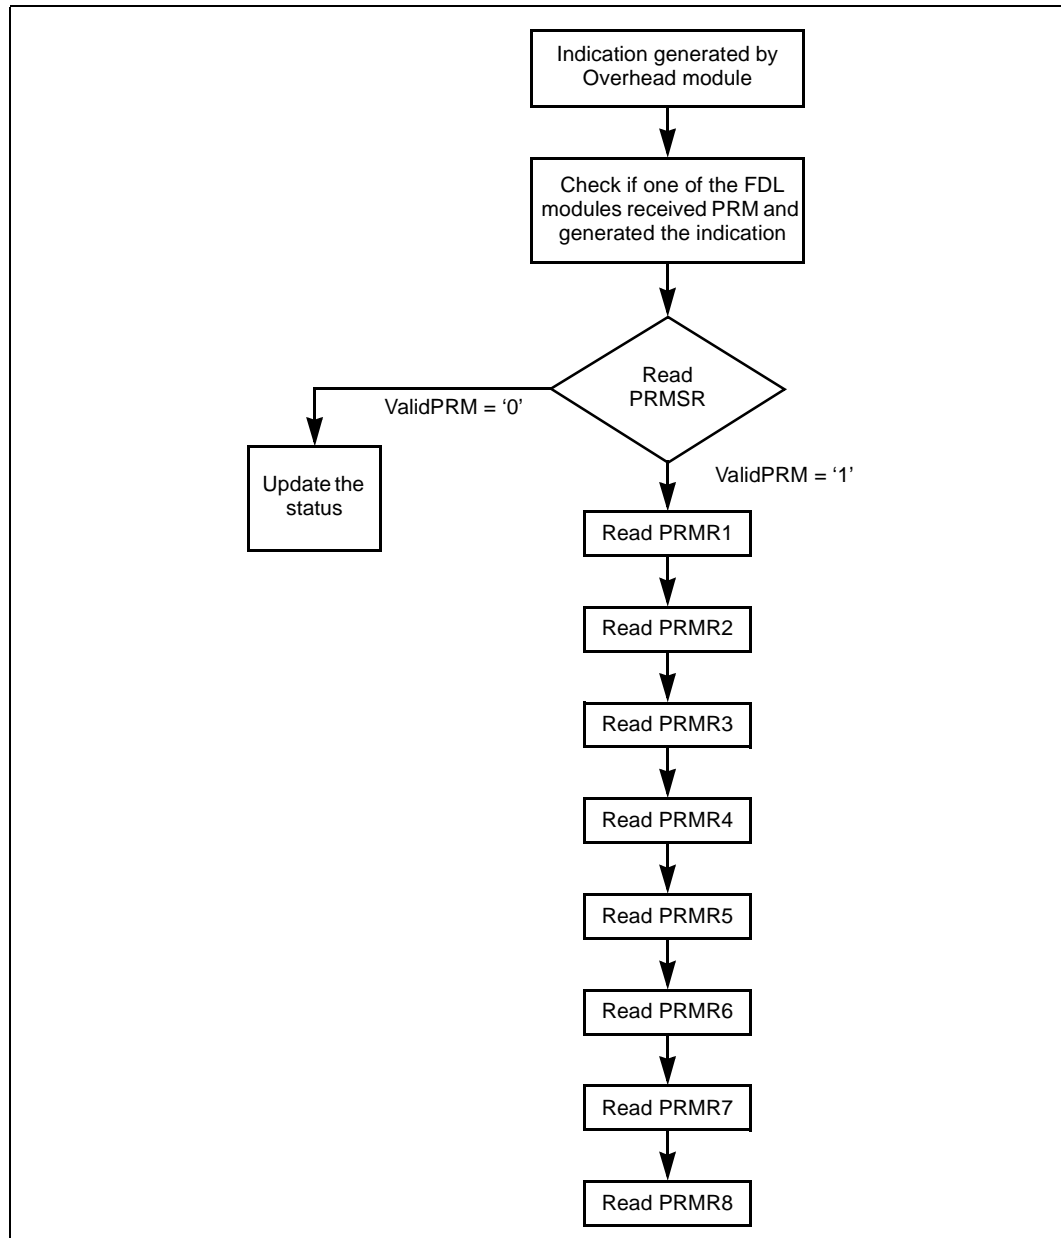 Indication generated by
Overhead module
Check if one of the FDL
modules received PRM and
generated the indication
Read
PRMSR
ValidPRM = ‘0’
Update the
status
ValidPRM = ‘1’
Read PRMR1
Read PRMR2
Read PRMR3
Read PRMR4
Read PRMR5
Read PRMR6
Read PRMR7
Read PRMR8